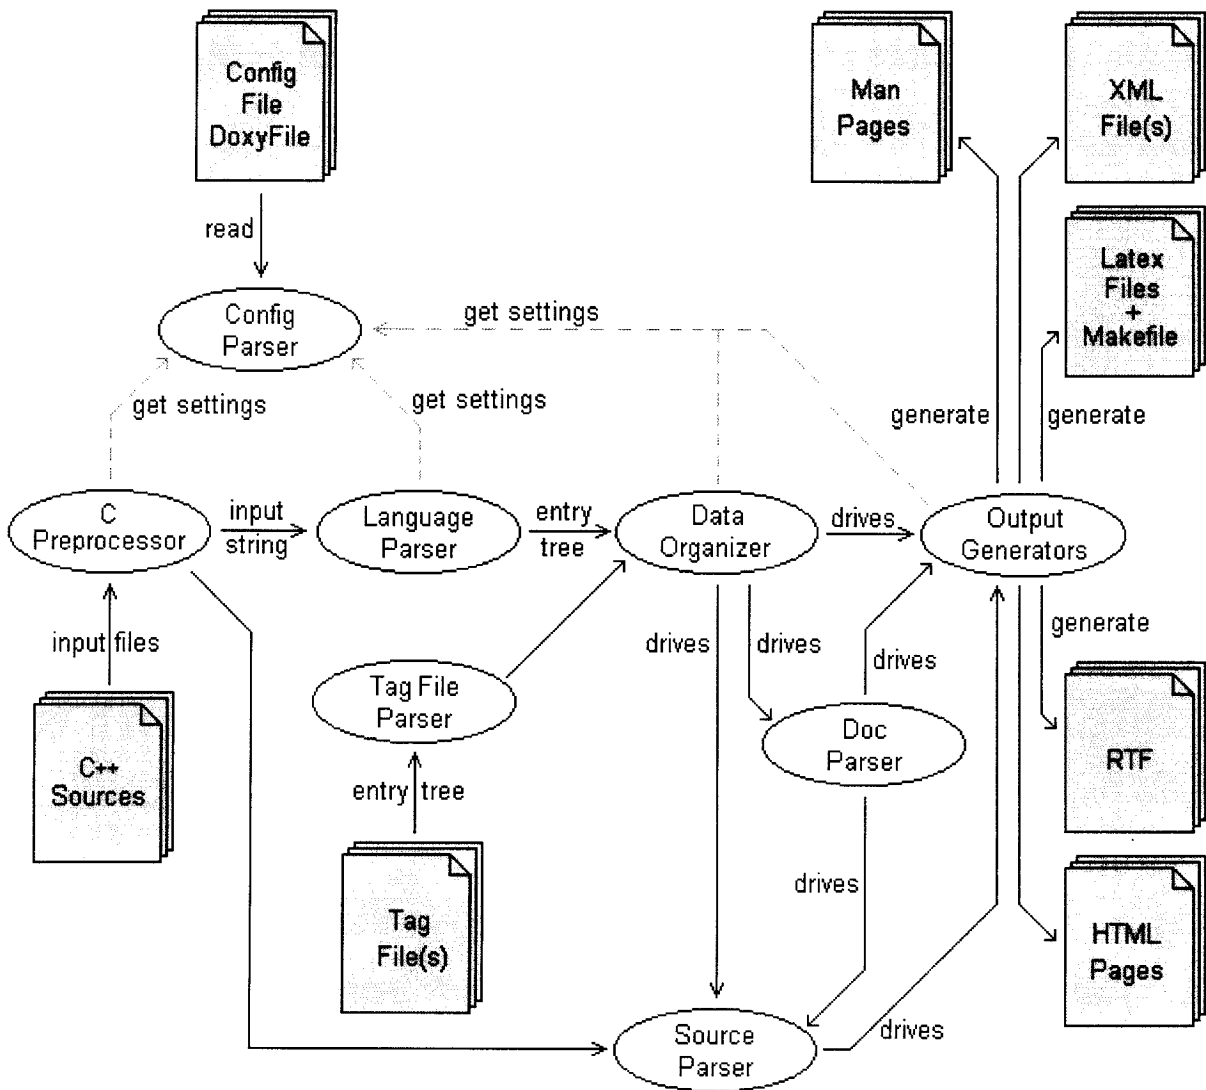 Config
File
DoxyFile
Man
Pages
XML
File(s)
read
Latex
Files
+
Makefile
Config
Parser
get settings
get settings
get settings
generate
generate
C
Preprocessor
input
string
Language
Parser
entry
tree
Data
Organizer
drives
Output
Generators
input files
drives
drives
drives
generate
Tag File
Parser
Doc
Parser
C++
Sources
entry tree
RTF
drives
Tag
File(s)
HTML
Pages
Source
Parser
drives